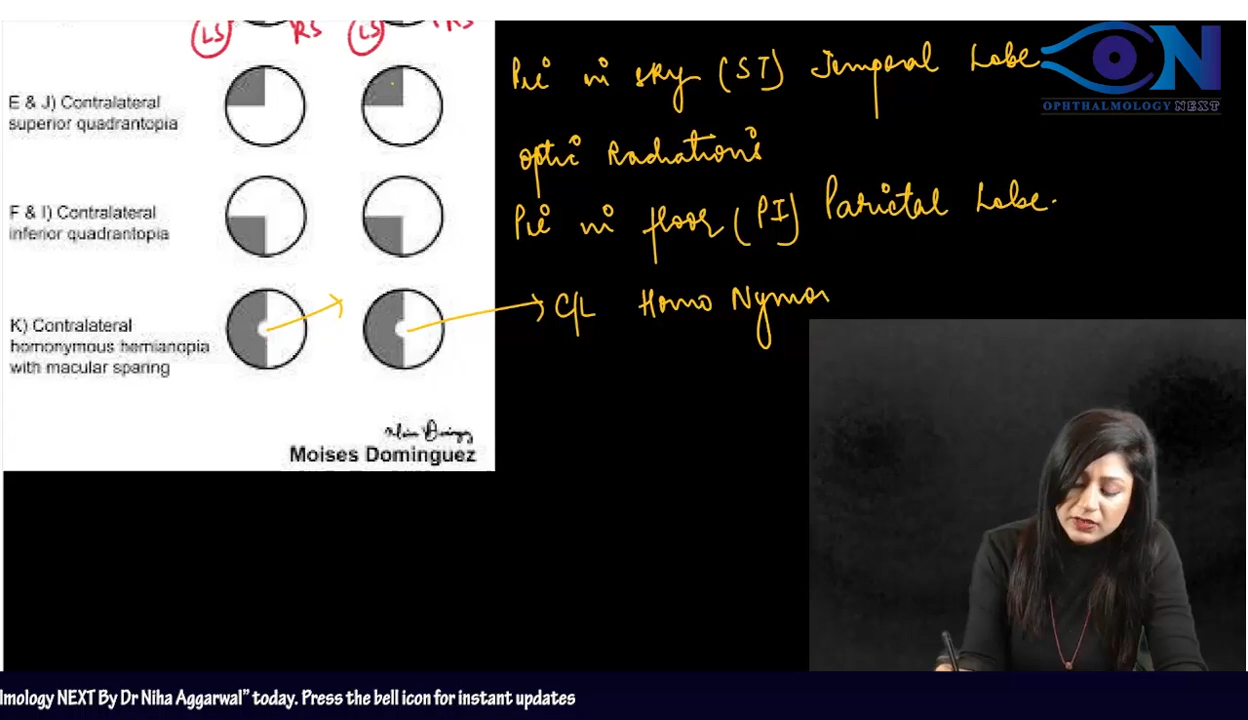 LS RS LS RS
E & J) Contralateral
superior quadrantopia
F & I) Contralateral
inferior quadrantopia
K) Contralateral
homonymous hemianopia
with macular sparing
Moises Dominguez
Pie in sky (ST) Temporal Lobe
optic Radiations
Pie in floor (PI) Parietal Lobe.
C/L Homo Nymou
ON
OPHTHALMOLOGY NEXT
lmology NEXT By Dr Niha Aggarwal” today. Press the bell icon for instant updates